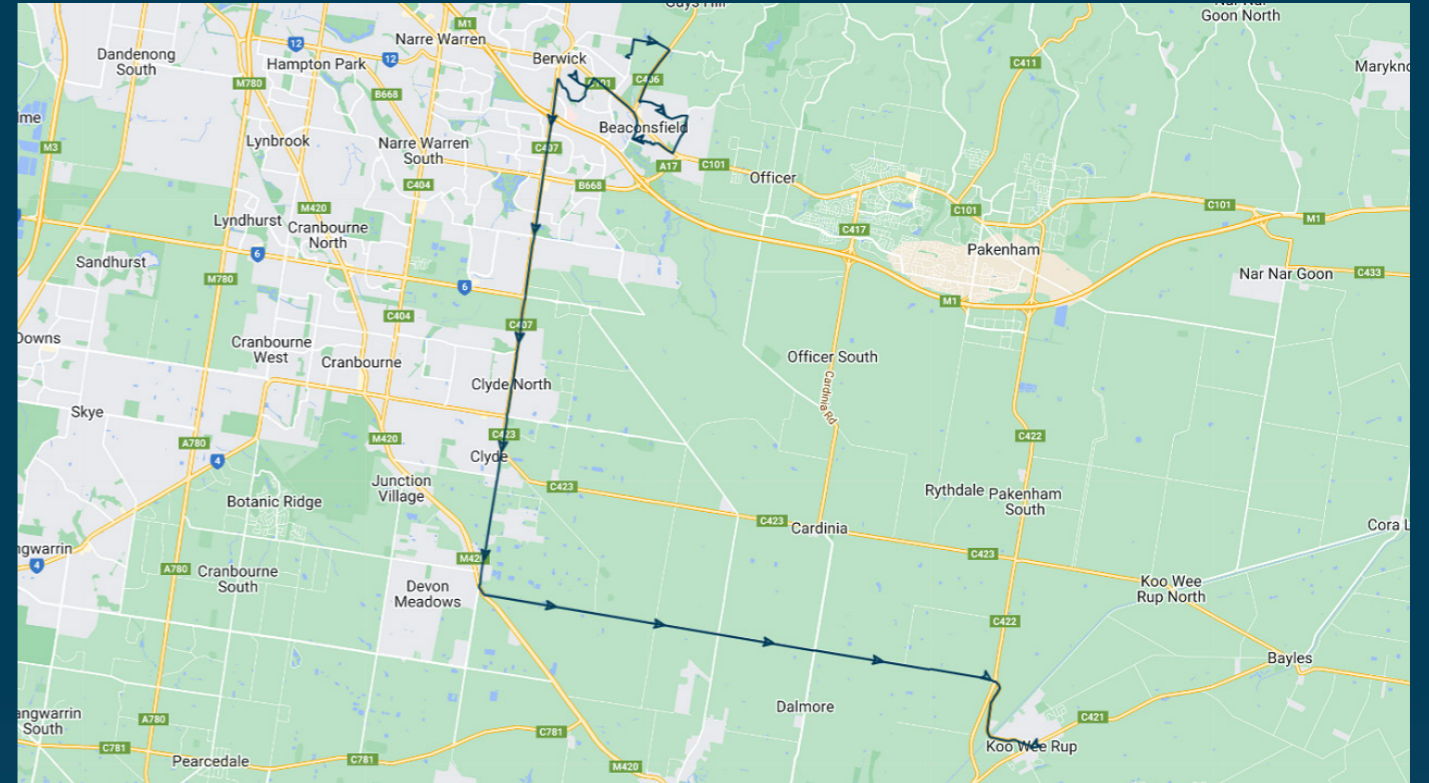 Guys Hill
Nar Nar
Goon North
M1
Narre Warren
12
Dandenong
South
Hampton Park
12
Berwick
C411
Maryknc
M780
B668
C101
C406
ime
M3
Lynbrook
Narre Warren
South
C407
Beaconsfield
A17
C101
Officer
C404
B668
M420
Lyndhurst
Cranbourne
North
C101
C101
M1
C417
Pakenham
6
Sandhurst
M780
6
Nar Nar Goon
C433
M1
C404
C407
Downs
Cranbourne
West
Cranbourne
Officer South
Cardinia Rd
Clyde North
Skye
A780
M420
C423
C422
4
Clyde
Junction
Village
C423
Botanic Ridge
Rythdale
Pakenham
South
C423
Cardinia
Cora L
ngwarrin
4
M420
C423
A780
Cranbourne
South
Devon
Meadows
Koo Wee
Rup North
C422
Bayles
Dalmore
angwarrin
South
A780
C421
C781
C781
Koo Wee Rup
Pearcedale
C781
M420